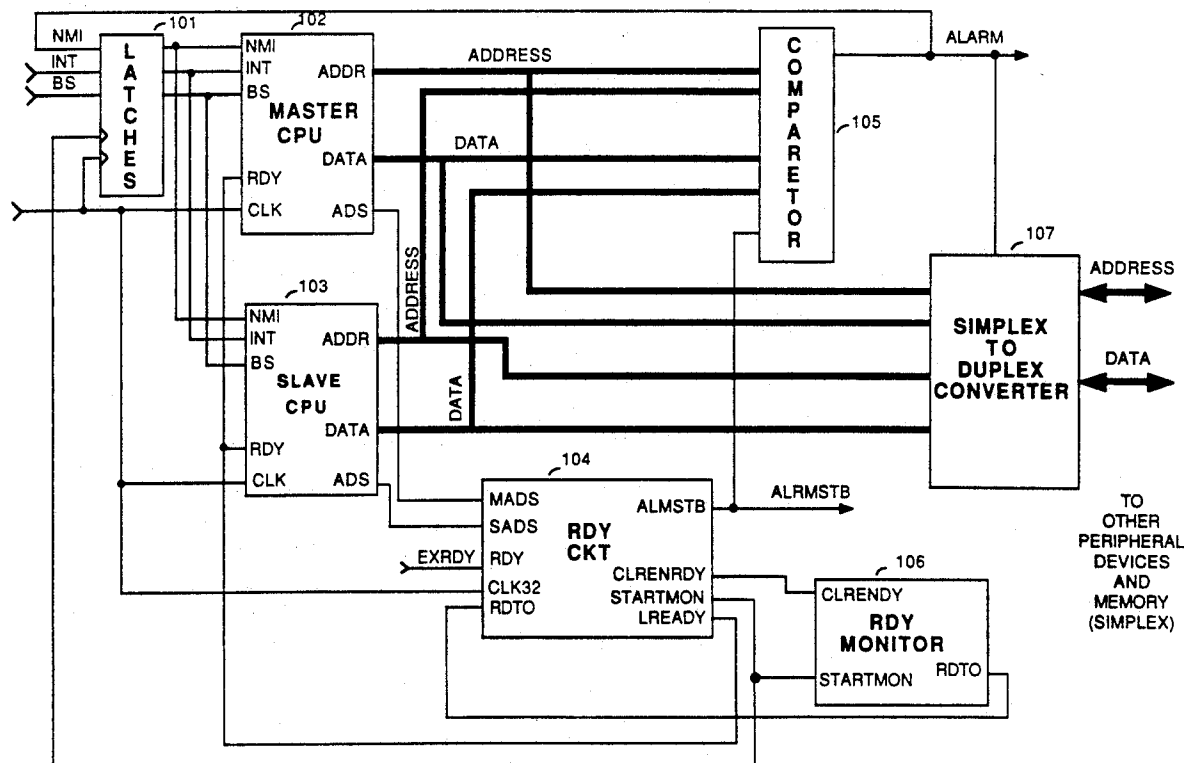 NMI
INT
BS
101
LATCHES
102
NMI
INT
BS
ADDR
MASTER
CPU
DATA
RDY
CLK
ADS
ADDRESS
DATA
COMPARETOR
105
ALARM
107
SIMPLEX
TO
DUPLEX
CONVERTER
ADDRESS
DATA
103
NMI
INT
BS
ADDR
SLAVE
CPU
DATA
RDY
CLK
ADS
ADDRESS
DATA
104
MADS
SADS
RDY
CKT
EXRDY
RDY
CLK32
RDTO
ALMSTB
CLRENRDY
STARTMON
LREADY
ALRMSTB
106
CLRENDY
RDY
MONITOR
STARTMON
RDTO
TO
OTHER
PERIPHERAL
DEVICES
AND
MEMORY
(SIMPLEX)